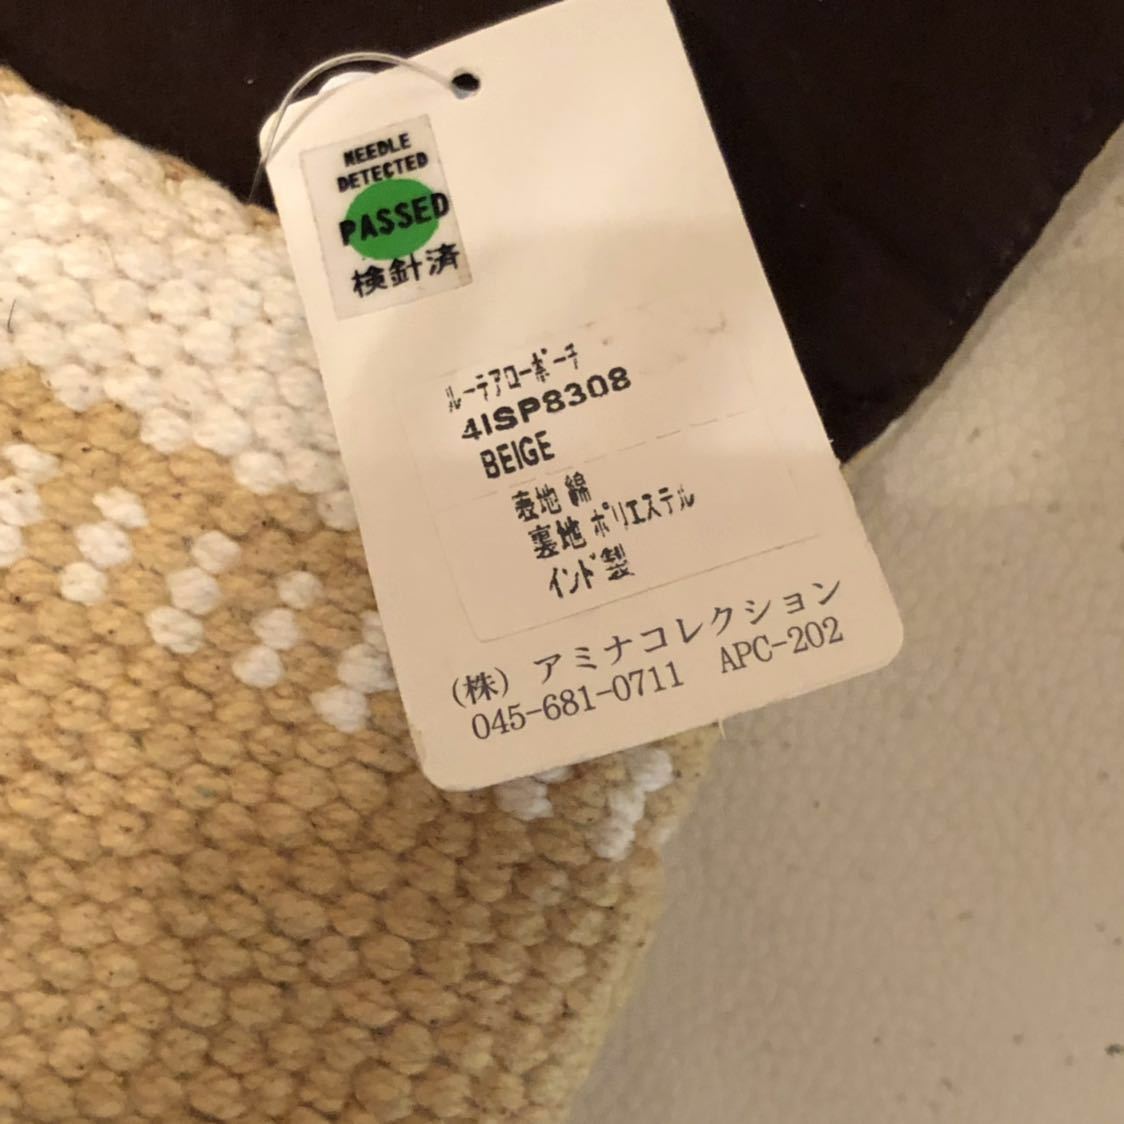 NEEDLE
DETECTED
PASSED
検針済
ルーテアローポーチ
4ISP8308
BEIGE
表地 綿
裏地 ポリエステル
インド製
(株) アミナコレクション
045-681-0711 APC-202